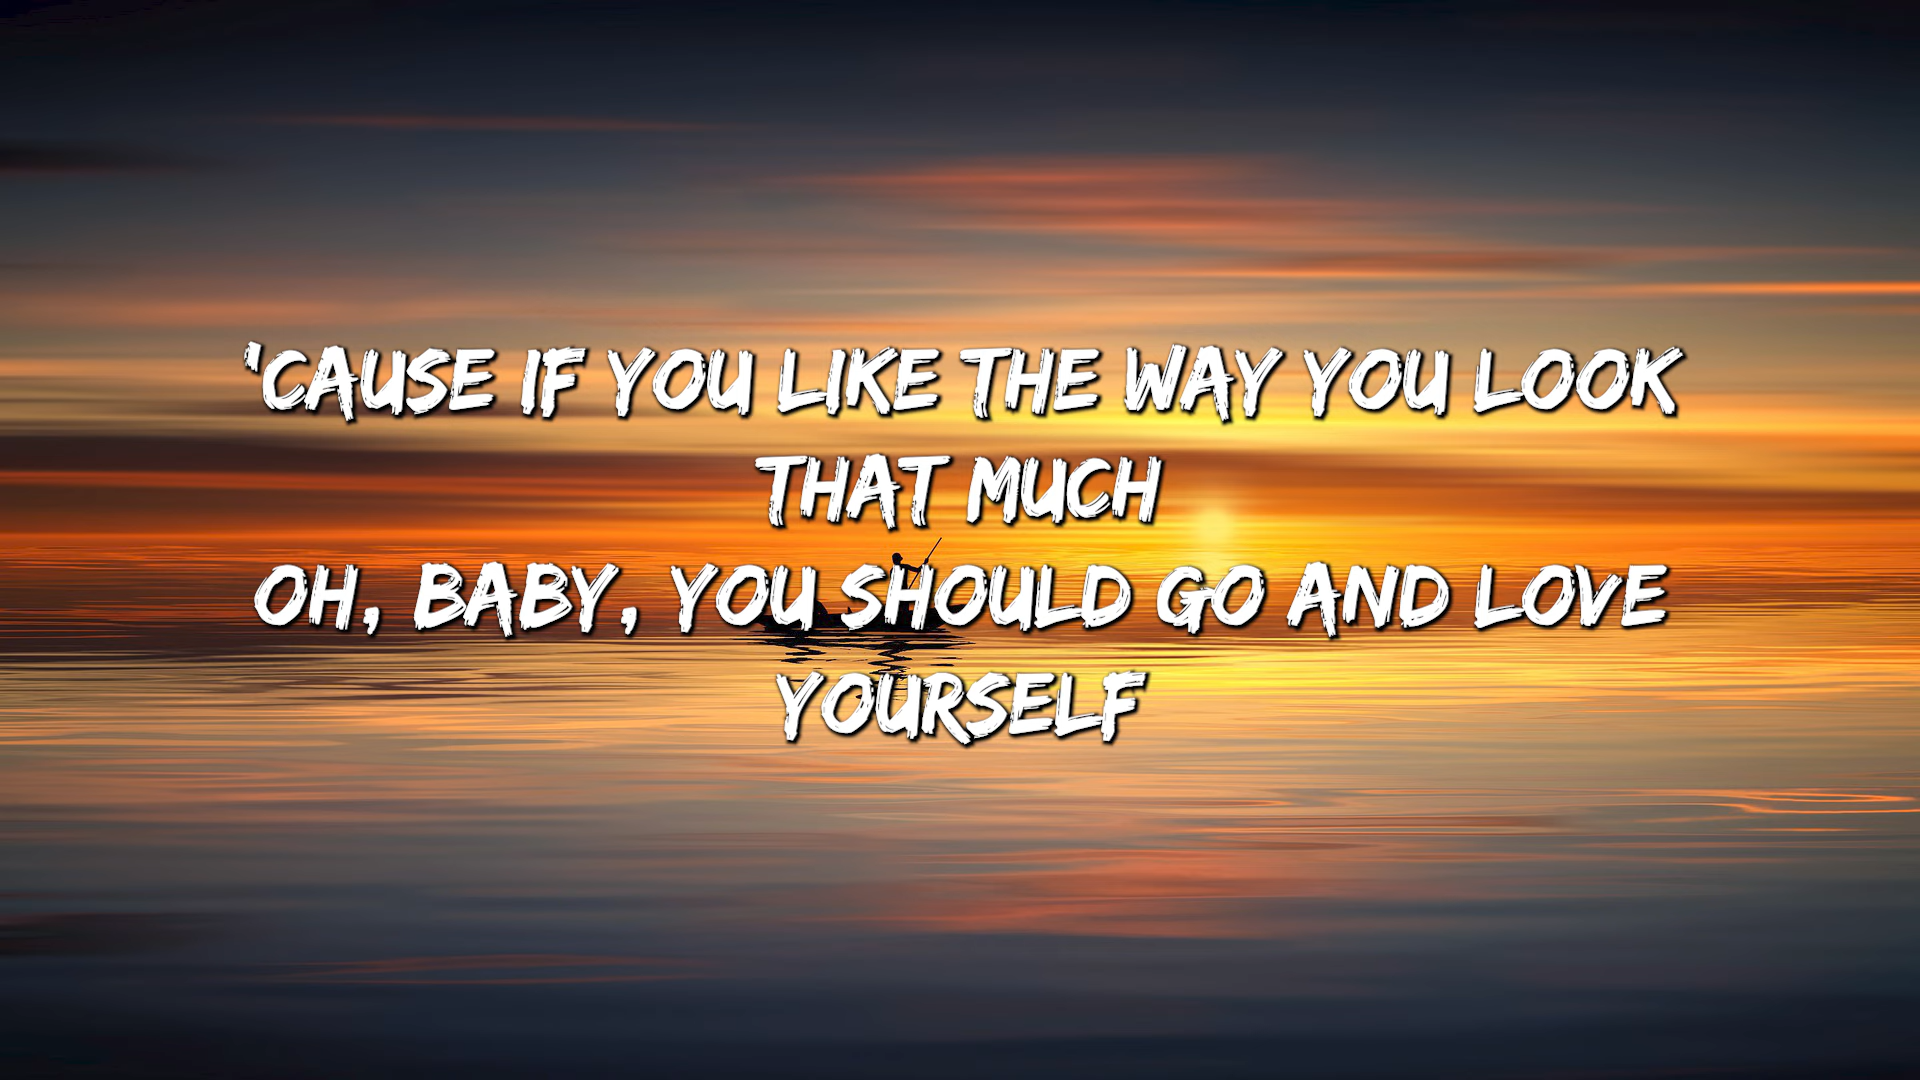 'CAUSE IF YOU LIKE THE WAY YOU LOOK
THAT MUCH
OH, BABY, YOU SHOULD GO AND LOVE
YOURSELF